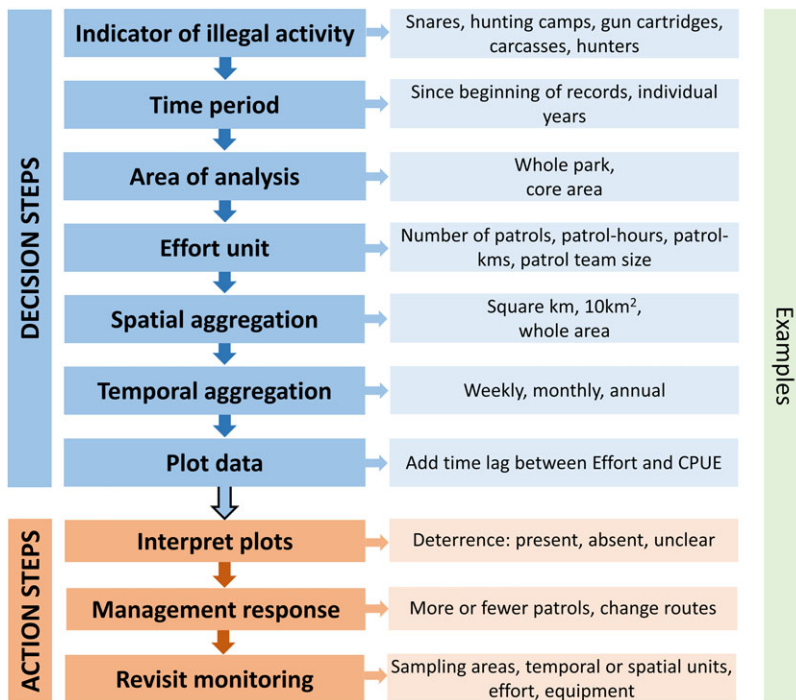 DECISION STEPS
Indicator of illegal activity
Snares, hunting camps, gun cartridges,
carcasses, hunters
Time period
Since beginning of records, individual
years
Area of analysis
Whole park,
core area
Effort unit
Number of patrols, patrol-hours, patrol-
kms, patrol team size
Spatial aggregation
Square km, 10km²,
whole area
Temporal aggregation
Weekly, monthly, annual
Plot data
Add time lag between Effort and CPUE
ACTION STEPS
Interpret plots
Deterrence: present, absent, unclear
Management response
More or fewer patrols, change routes
Revisit monitoring
Sampling areas, temporal or spatial units,
effort, equipment
Examples